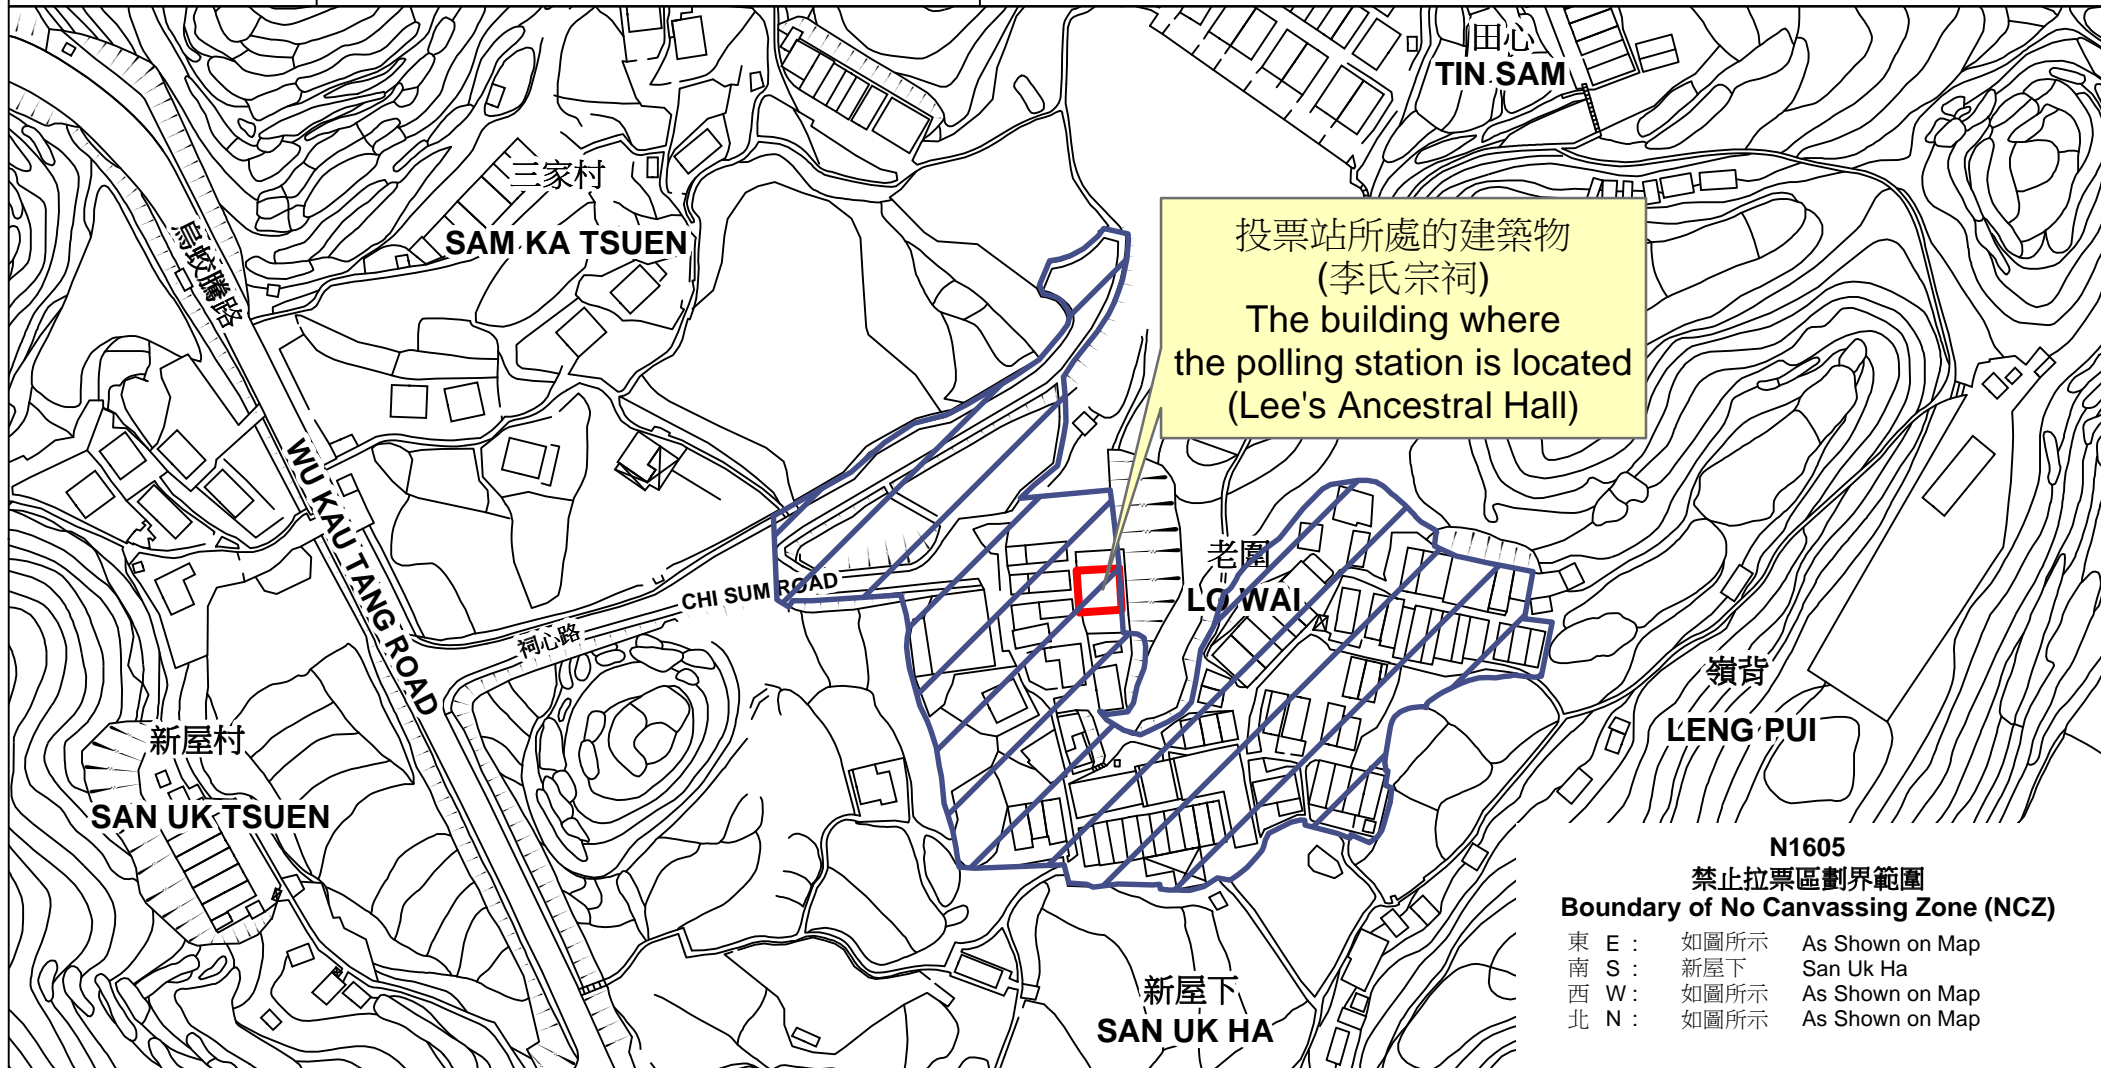 田心
TIN SAM
三家村
SAM KA TSUEN
烏蛟騰路
WU KAU TANG ROAD
投票站所處的建築物
(李氏宗祠)
The building where
the polling station is located
(Lee's Ancestral Hall)
老圍
LO WAI
CHI SUM ROAD
祠心路
嶺背
LENG PUI
新屋村
SAN UK TSUEN
新屋下
SAN UK HA
N1605
禁止拉票區劃界範圍
Boundary of No Canvassing Zone (NCZ)
東 E : 如圖所示 As Shown on Map
南 S : 新屋下 San Uk Ha
西 W : 如圖所示 As Shown on Map
北 N : 如圖所示 As Shown on Map